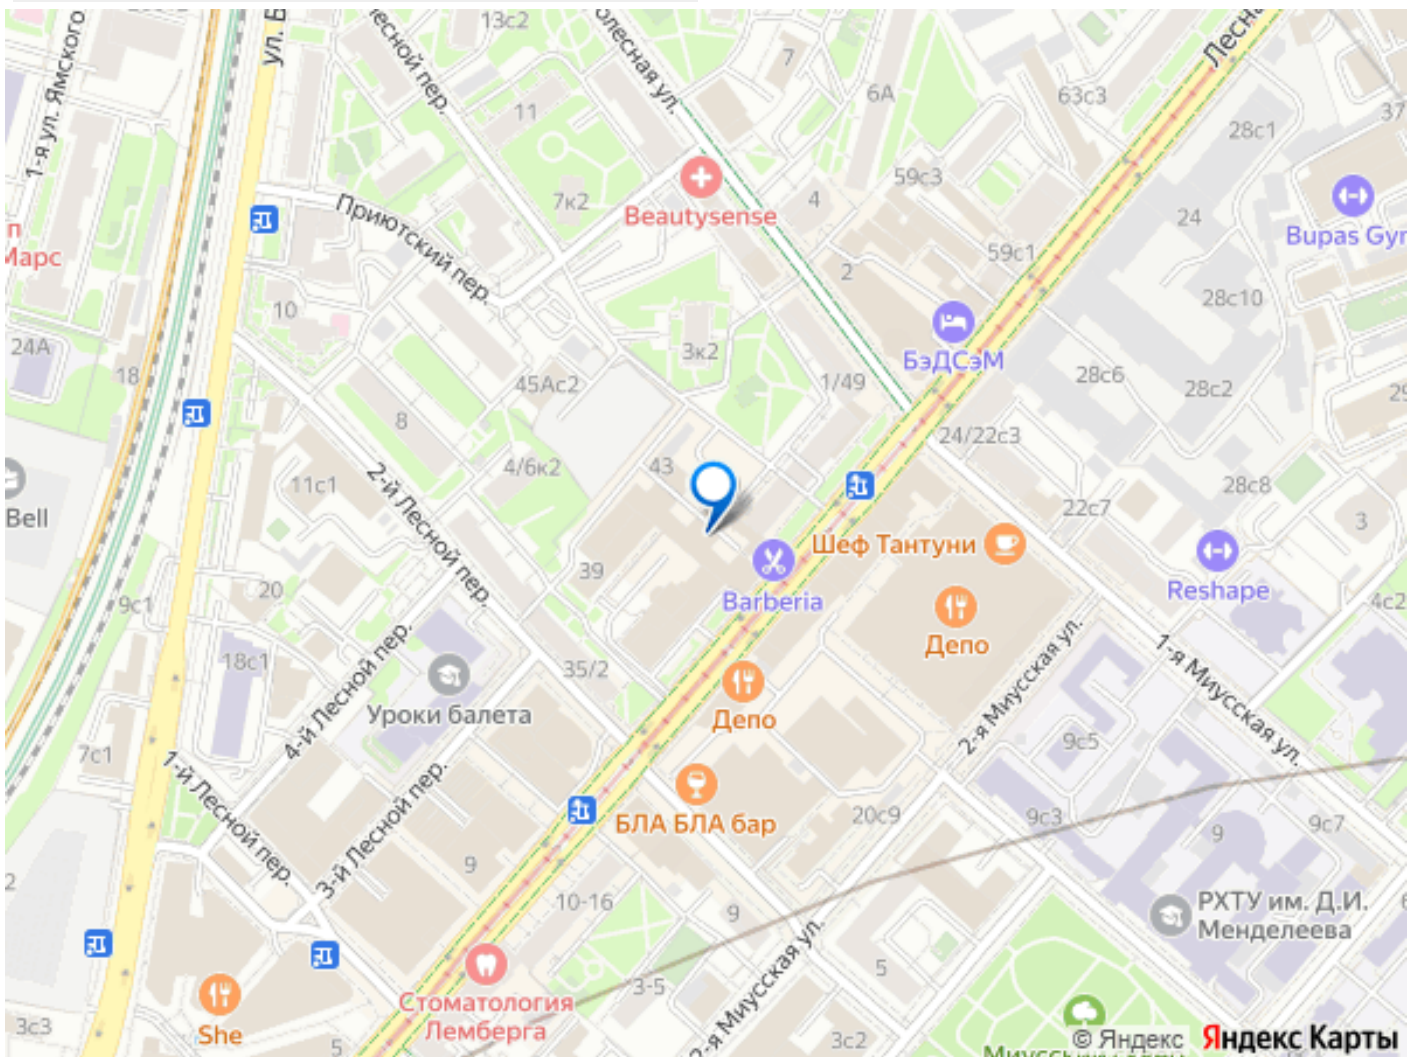 13с2
олесная ул.
Лесна
ул. Б
Лесной пер.
1-я ул. Ямского
7
6А
63с3
28с1
37
11
59с3
Beautysense
4
7к2
24
Приютский пер.
п
Марс
Bupas Gyr
59с1
2
10
28с10
БэДСэМ
24А
18
3к2
45Ас2
1/49
28с6
28с2
29
8
24/22с3
43
4/6к2
2-й Лесной пер.
11с1
28с8
Bell
22с7
3
Шеф Тантуни
39
Barberia
Reshape
20
9с1
4с2
Депо
1-я Миусская ул.
18с1
35/2
4-й Лесной пер.
Уроки балета
Депо
2-я Миусская ул.
9с5
7с1
1-й Лесной пер.
3-й Лесной пер.
БЛА БЛА бар
20с9
9с3
9
9с7
9
2
10-16
9
РХТУ им. Д.И.
Менделеева
5
3-5
2-я Миусская ул.
Стоматология
Лемберга
She
3с3
5
3с2
© Яндекс
Яндекс Карты